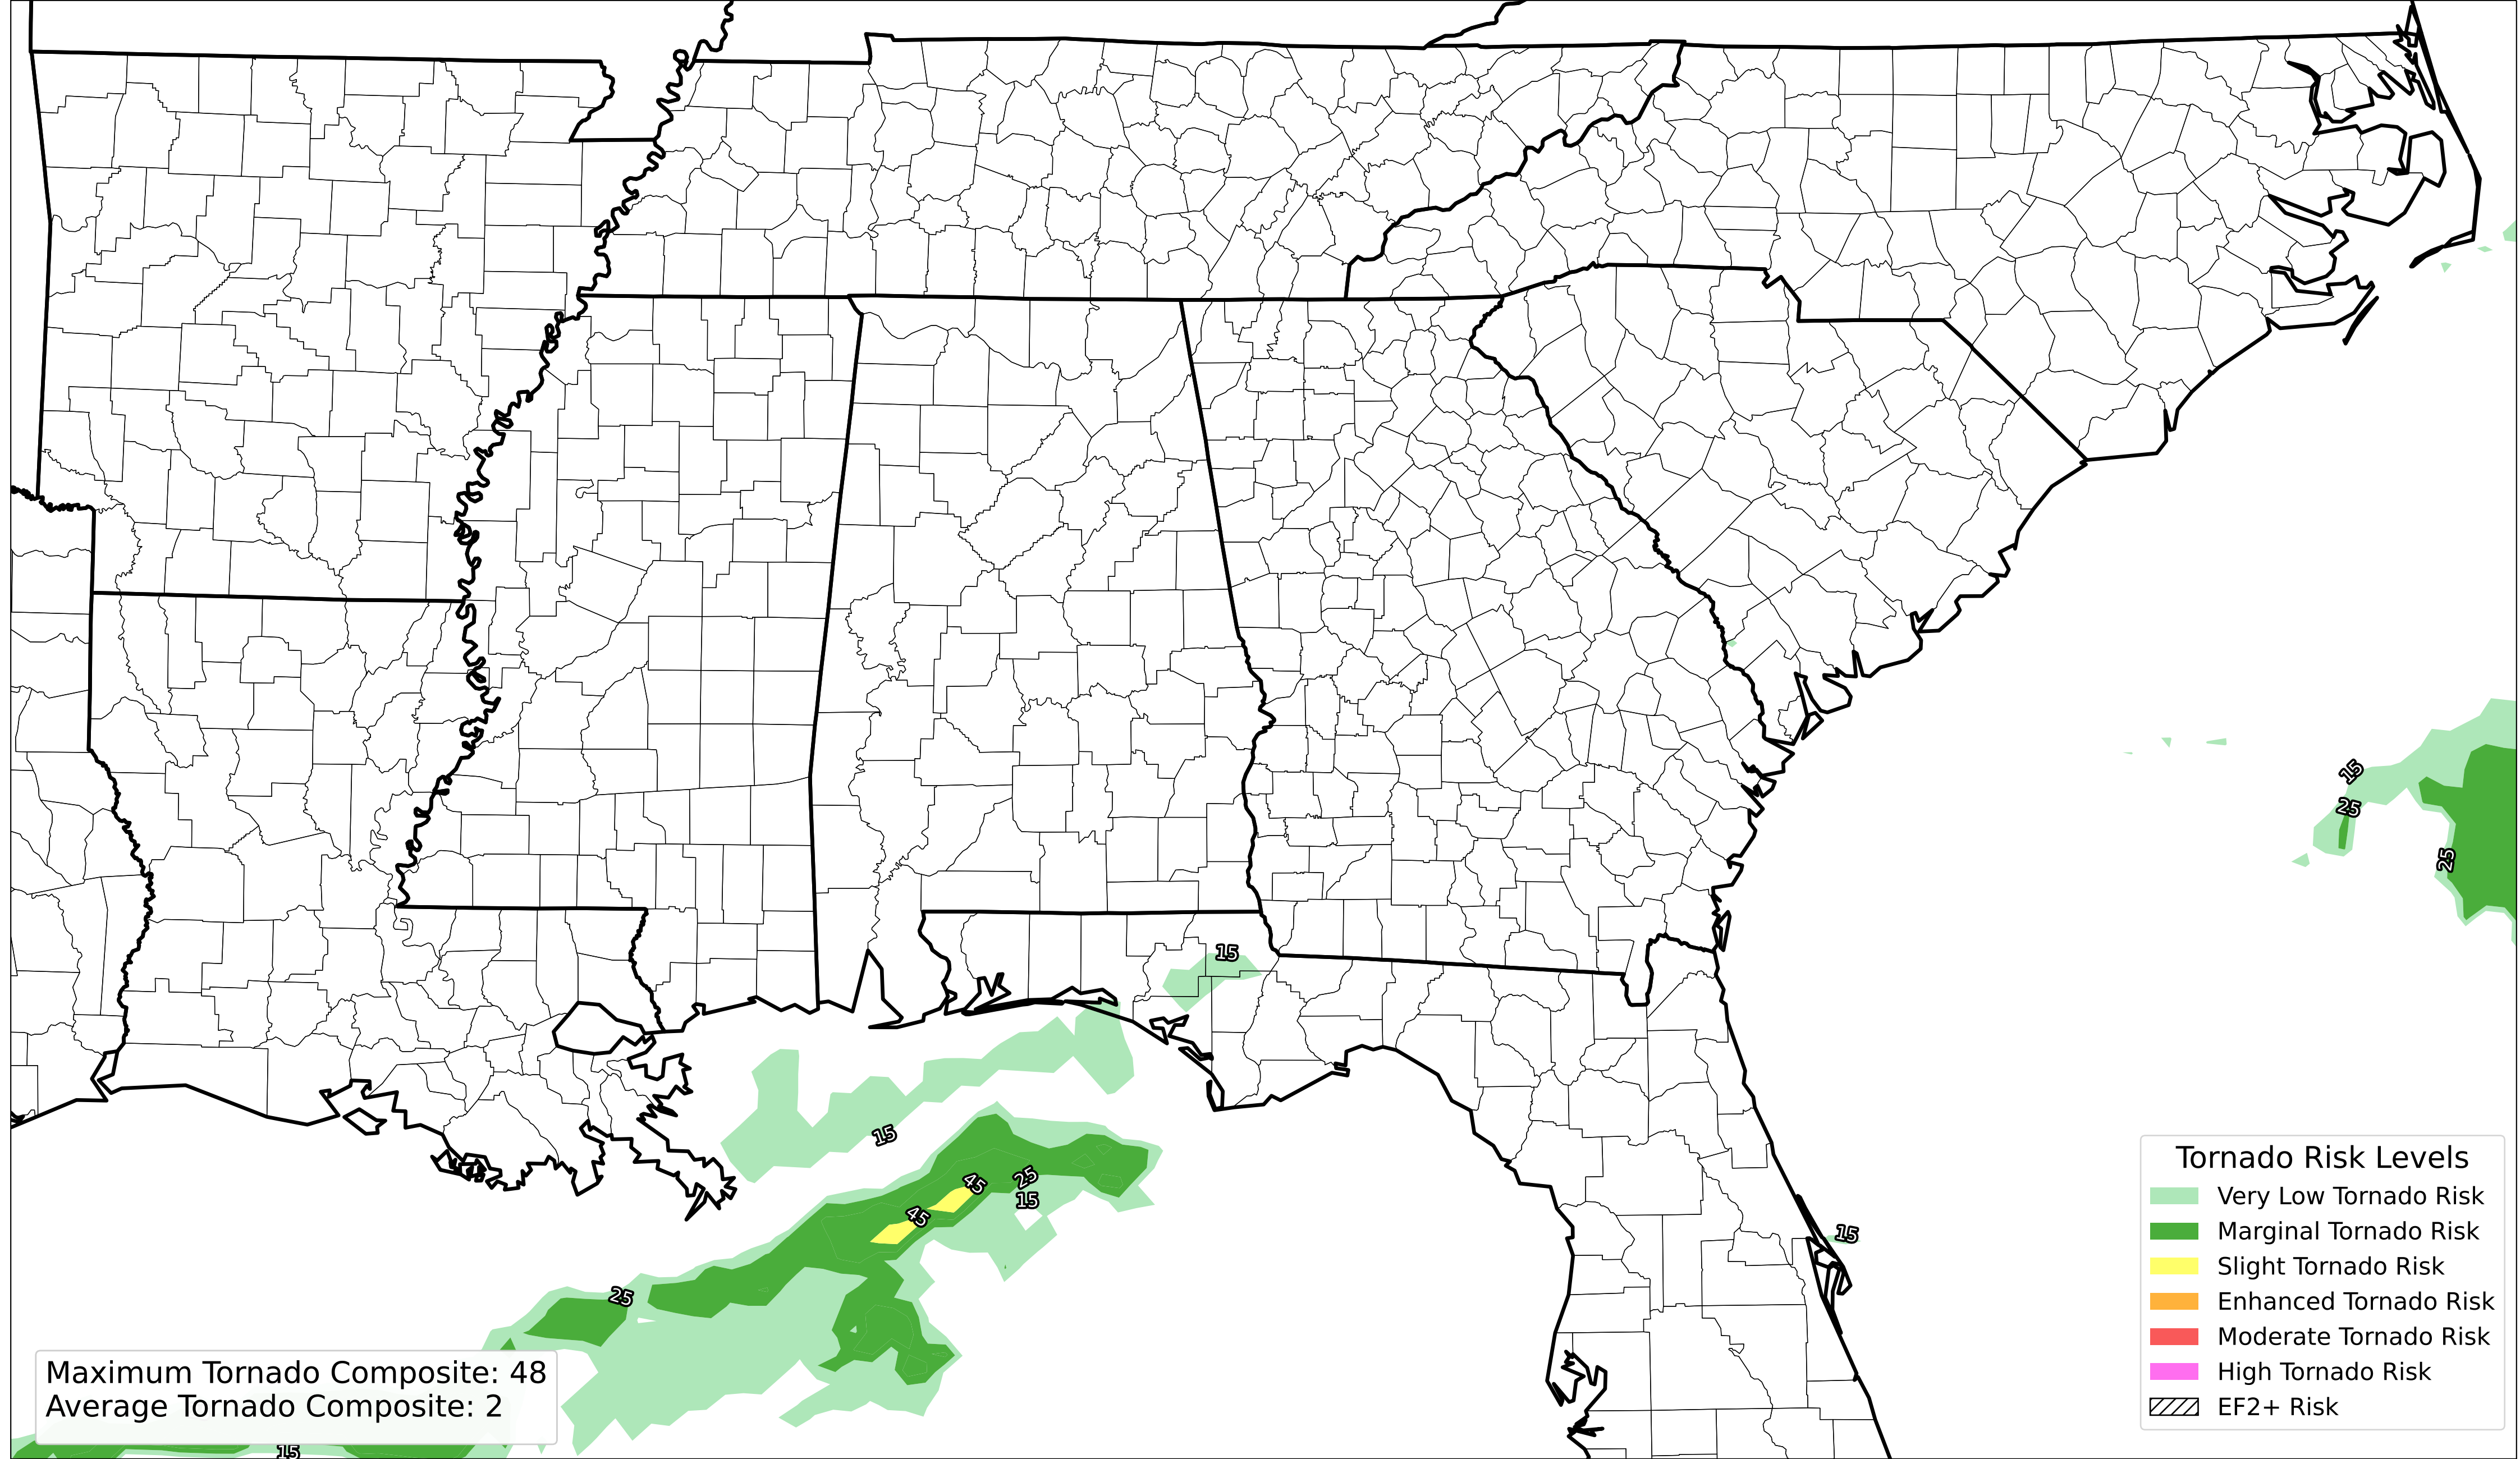 15
25
25
15
15
45
25
15
45
15
25
Maximum Tornado Composite: 48
Average Tornado Composite: 2
15
Tornado Risk Levels
Very Low Tornado Risk
Marginal Tornado Risk
Slight Tornado Risk
Enhanced Tornado Risk
Moderate Tornado Risk
High Tornado Risk
EF2+ Risk